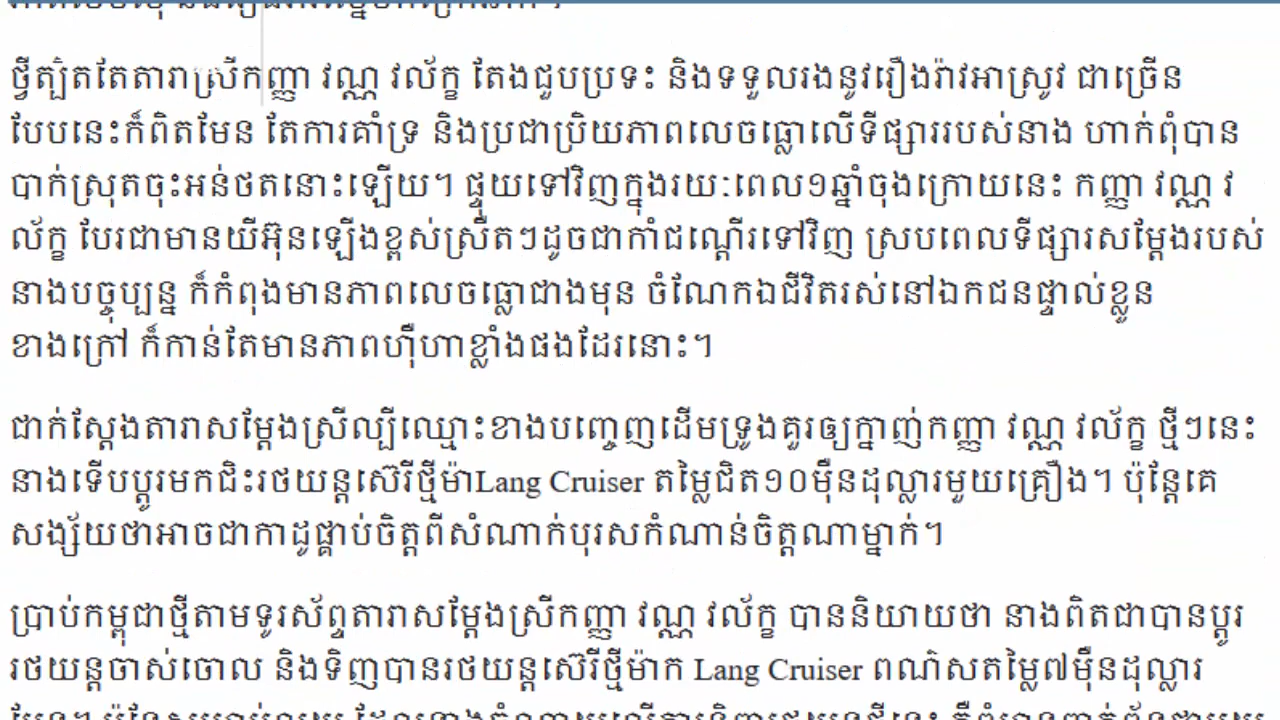 ថ្វីត្បិតតែតារាស្រីកញ្ញា វណ្ណ វល័ក្ខ តែងជួបប្រទះ និងទទួលរងនូវរឿងរ៉ាវអាស្រូវ ជាច្រើន
បែបនេះក៏ពិតមែន តែការគាំទ្រ និងប្រជាប្រិយភាពលេចធ្លោលើទីផ្សាររបស់នាង ហាក់ពុំបាន
បាក់ស្រុតចុះអន់ថតនោះឡើយ។ ផ្ទុយទៅវិញក្នុងរយៈពេល១ឆ្នាំចុងក្រោយនេះ កញ្ញា វណ្ណ វ
ល័ក្ខ បែរជាមានយីអ៊ុនឡើងខ្ពស់ស្រឺតៗដូចជាកាំជណ្តើរទៅវិញ ស្របពេលទីផ្សារសម្តែងរបស់
នាងបច្ចុប្បន្ន ក៏កំពុងមានភាពលេចធ្លោជាងមុន ចំណែកឯជីវិតរស់នៅឯកជនផ្ទាល់ខ្លួន
ខាងក្រៅ ក៏កាន់តែមានភាពហ៊ឺហាខ្លាំងផងដែរនោះ។
ជាក់ស្តែងតារាសម្តែងស្រីល្បីឈ្មោះខាងបញ្ចេញដើមទ្រូងគួរឲ្យក្នាញ់កញ្ញា វណ្ណ វល័ក្ខ ថ្មីៗនេះ
នាងទើបប្តូរមកជិះរថយន្តស៊េរីថ្មីម៉ាLang Cruiser តម្លៃជិត១០ម៉ឺនដុល្លារមួយគ្រឿង។ ប៉ុន្តែគេ
សង្ស័យថាអាចជាកាដូផ្គាប់ចិត្តពីសំណាក់បុរសកំណាន់ចិត្តណាម្នាក់។
ប្រាប់កម្ពុជាថ្មីតាមទូរស័ព្ទតារាសម្តែងស្រីកញ្ញា វណ្ណ វល័ក្ខ បាននិយាយថា នាងពិតជាបានប្តូរ
រថយន្តចាស់ចោល និងទិញបានរថយន្តស៊េរីថ្មីម៉ាក Lang Cruiser ពណ៌សតម្លៃ៧ម៉ឺនដុល្លារ